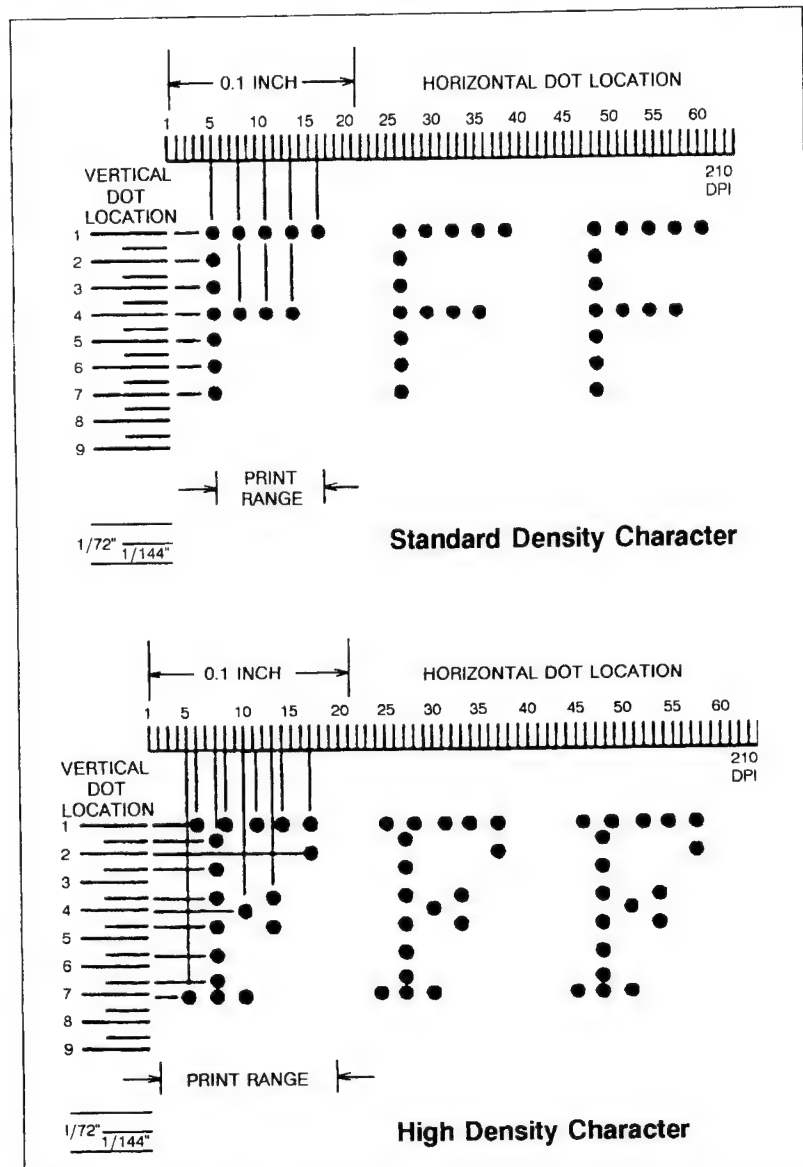 0.1 INCH HORIZONTAL DOT LOCATION
1 5 10 15 20 25 30 35 40 45 50 55 60
210
DPI
VERTICAL
DOT
LOCATION
1
2
3
4
5
6
7
8
9
PRINT
RANGE
1/72" 1/144"
Standard Density Character
0.1 INCH HORIZONTAL DOT LOCATION
1 5 10 15 20 25 30 35 40 45 50 55 60
210
DPI
VERTICAL
DOT
LOCATION
1
2
3
4
5
6
7
8
9
PRINT RANGE
1/72" 1/144"
High Density Character